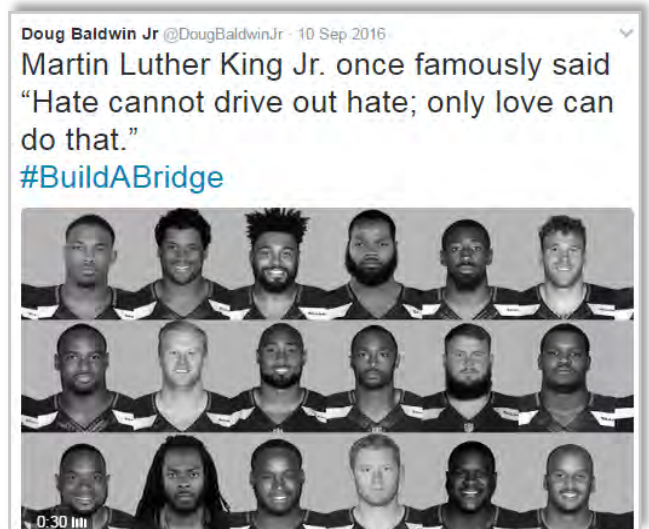 Doug Baldwin Jr @DougBaldwinJr · 10 Sep 2016
Martin Luther King Jr. once famously said
“Hate cannot drive out hate; only love can
do that.”
#BuildABridge
0:30